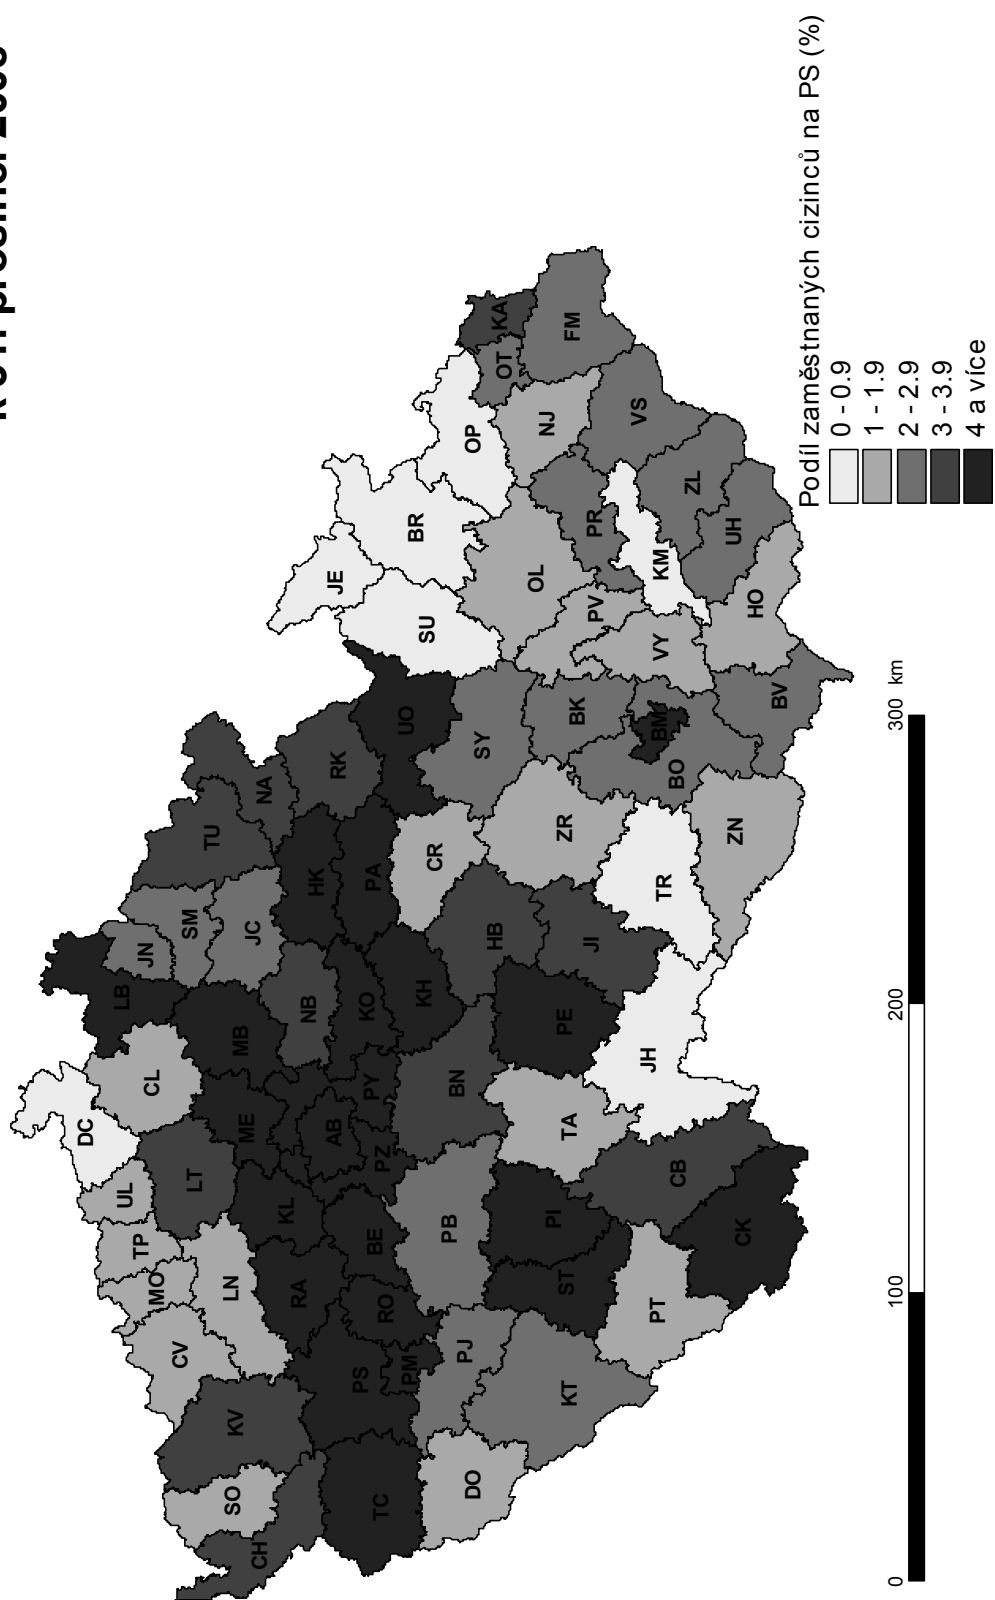 prosinci
DC
LB
UL
TP
JN
CL
MO
CV
SM
LT
TU
LN
SO
KV
MB
ME
JC
CH
NA
KL
RA
NB
HK
AB
JE
RK
PS
KO
PY
PA
BE
TC
PZ
RO
UO
PM
BR
KH
SU
CR
PB
BN
PJ
DO
OP
SY
HB
KA
OT
OL
NJ
PI
PE
ZR
ST
TA
KT
FM
BK
JI
PR
PV
VS
JH
PT
BM
KM
VY
TR
BO
CB
ZL
UH
ZN
CK
HO
BV
Podíl zaměstnaných cizinců na PS (%)
0 - 0.9
1 - 1.9
2 - 2.9
3 - 3.9
4 a více
0 100 200 300 km